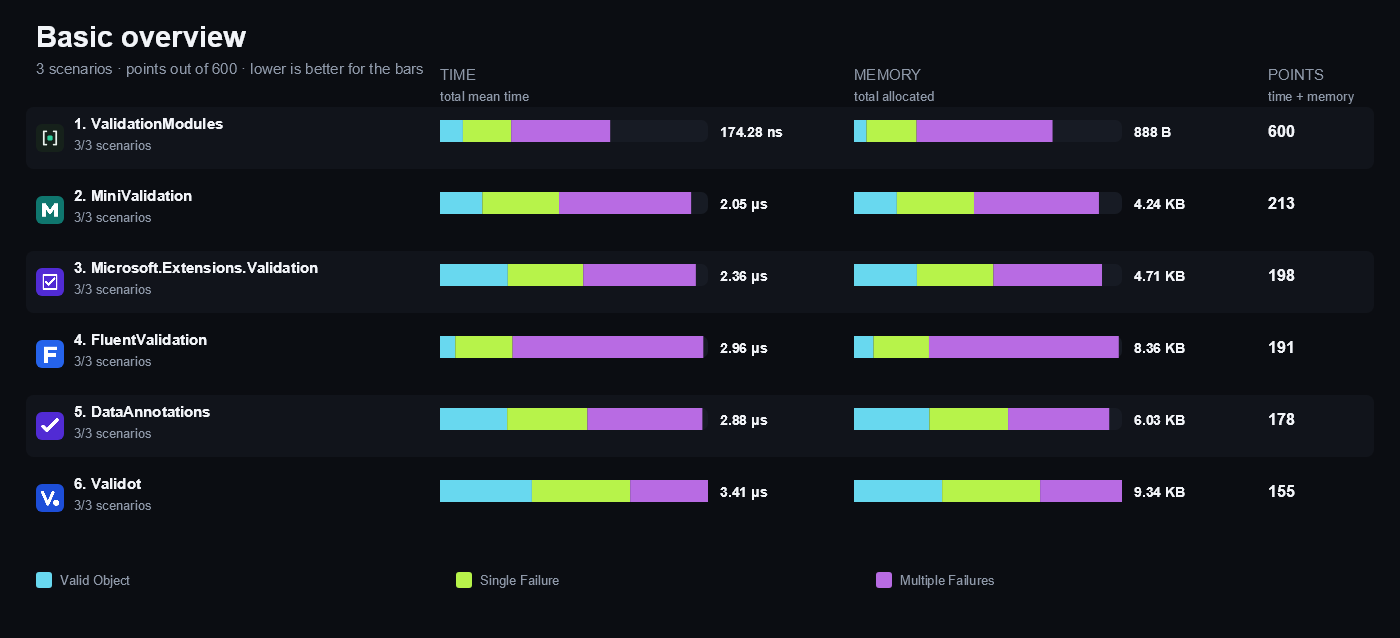 Basic overview
3 scenarios · points out of 600 · lower is better for the bars
TIME
total mean time
MEMORY
total allocated
POINTS
time + memory
1. ValidationModules
3/3 scenarios
174.28 ns
888 B
600
M
2. MiniValidation
3/3 scenarios
2.05 µs
4.24 KB
213
3. Microsoft.Extensions.Validation
3/3 scenarios
2.36 µs
4.71 KB
198
F
4. FluentValidation
3/3 scenarios
2.96 µs
8.36 KB
191
5. DataAnnotations
3/3 scenarios
2.88 µs
6.03 KB
178
V.
6. Validot
3/3 scenarios
3.41 µs
9.34 KB
155
Valid Object
Single Failure
Multiple Failures